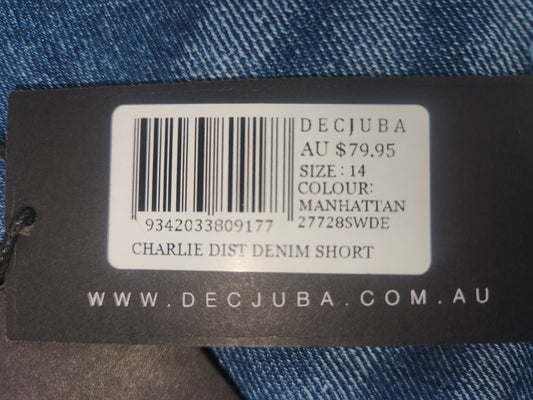 DECJUBA
AU $79.95
SIZE : 14
COLOUR:
MANHATTAN
27728SWDE
9342033809177
CHARLIE DIST DENIM SHORT
WWW.DECJUBA.COM.AU